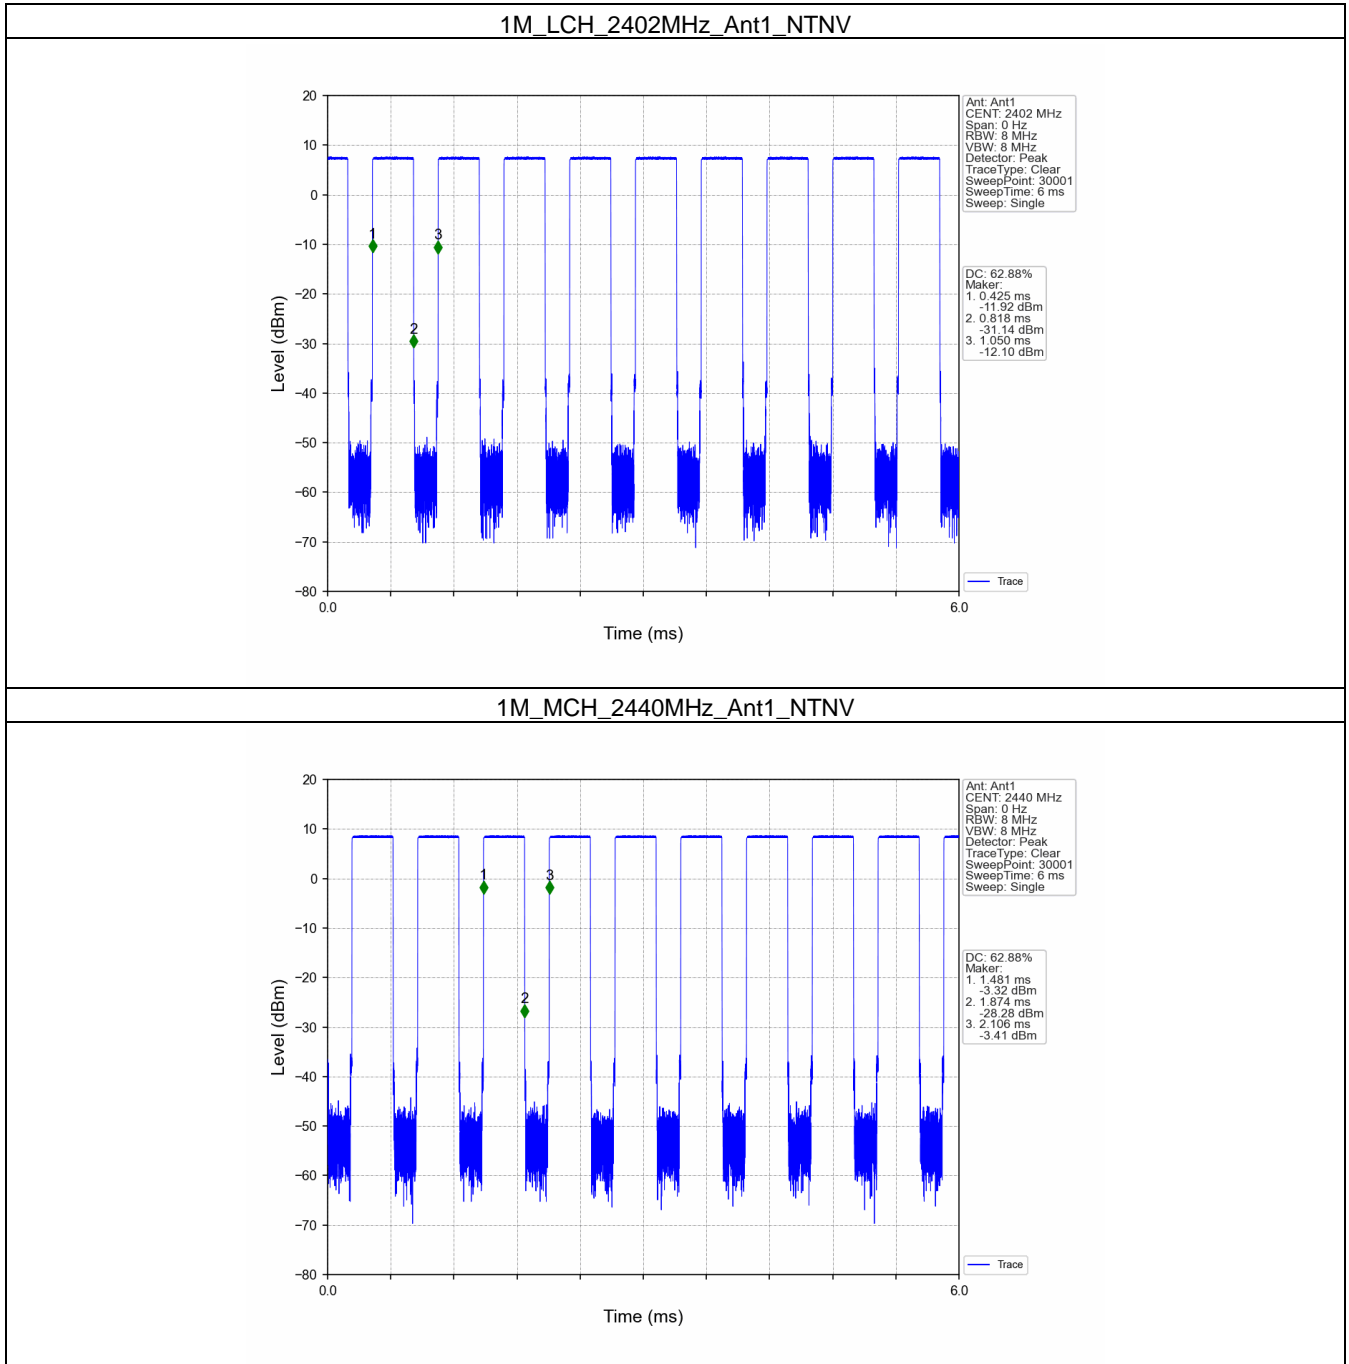 1M_LCH_2402MHz_Ant1_NTNV
20
10
0
−10
−20
−30
−40
−50
−60
−70
−80
Level (dBm)
0.0
6.0
Time (ms)
1
2
3
Ant: Ant1
CENT: 2402 MHz
Span: 0 Hz
RBW: 8 MHz
VBW: 8 MHz
Detector: Peak
TraceType: Clear
SweepPoint: 30001
SweepTime: 6 ms
Sweep: Single
DC: 62.88%
Maker:
1. 0.425 ms
-11.92 dBm
2. 0.818 ms
-31.14 dBm
3. 1.050 ms
-12.10 dBm
Trace
1M_MCH_2440MHz_Ant1_NTNV
20
10
0
−10
−20
−30
−40
−50
−60
−70
−80
Level (dBm)
0.0
6.0
Time (ms)
1
2
3
Ant: Ant1
CENT: 2440 MHz
Span: 0 Hz
RBW: 8 MHz
VBW: 8 MHz
Detector: Peak
TraceType: Clear
SweepPoint: 30001
SweepTime: 6 ms
Sweep: Single
DC: 62.88%
Maker:
1. 1.481 ms
-3.32 dBm
2. 1.874 ms
-28.28 dBm
3. 2.106 ms
-3.41 dBm
Trace